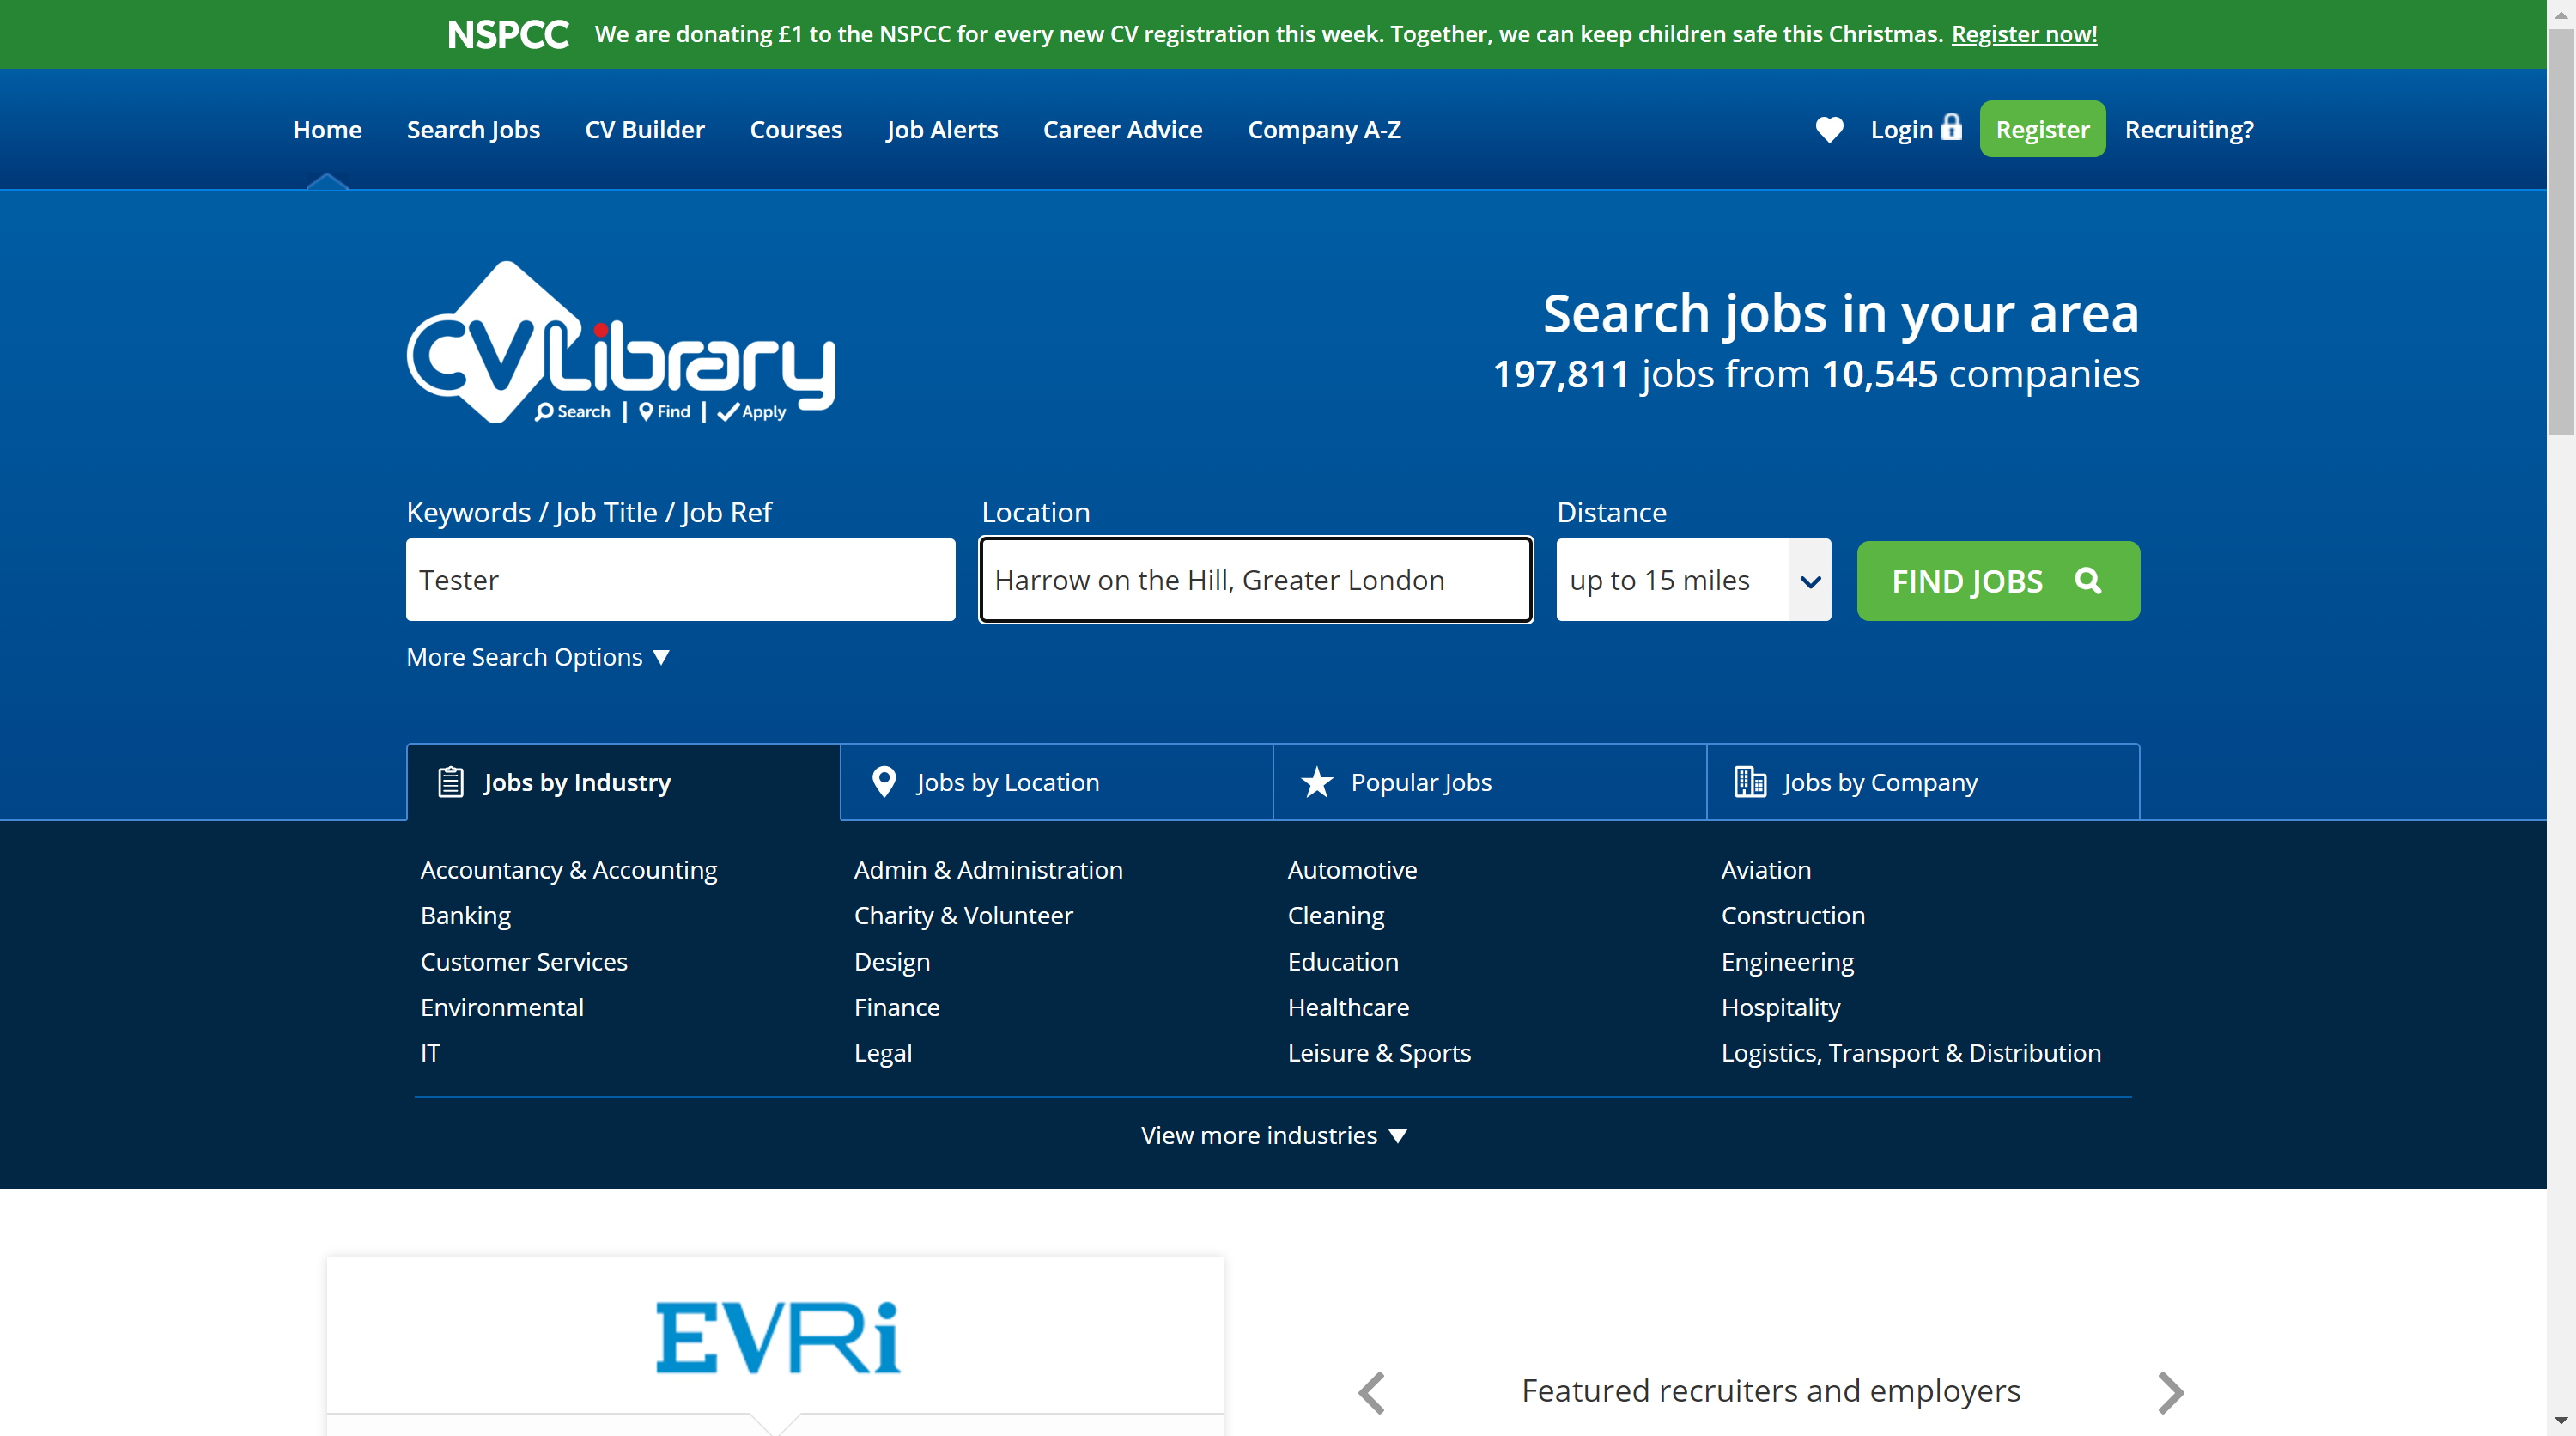 NSPCC We are donating £1 to the NSPCC for every new CV registration this week. Together, we can keep children safe this Christmas. Register now!
Home Search Jobs CV Builder Courses Job Alerts Career Advice Company A-Z Login Register Recruiting?
CVLibrary
Search | Find | Apply
Search jobs in your area
197,811 jobs from 10,545 companies
Keywords / Job Title / Job Ref Location Distance
Tester Harrow on the Hill, Greater London up to 15 miles FIND JOBS
More Search Options
Jobs by Industry Jobs by Location Popular Jobs Jobs by Company
Accountancy & Accounting Admin & Administration Automotive Aviation
Banking Charity & Volunteer Cleaning Construction
Customer Services Design Education Engineering
Environmental Finance Healthcare Hospitality
IT Legal Leisure & Sports Logistics, Transport & Distribution
View more industries
EVRi
Featured recruiters and employers